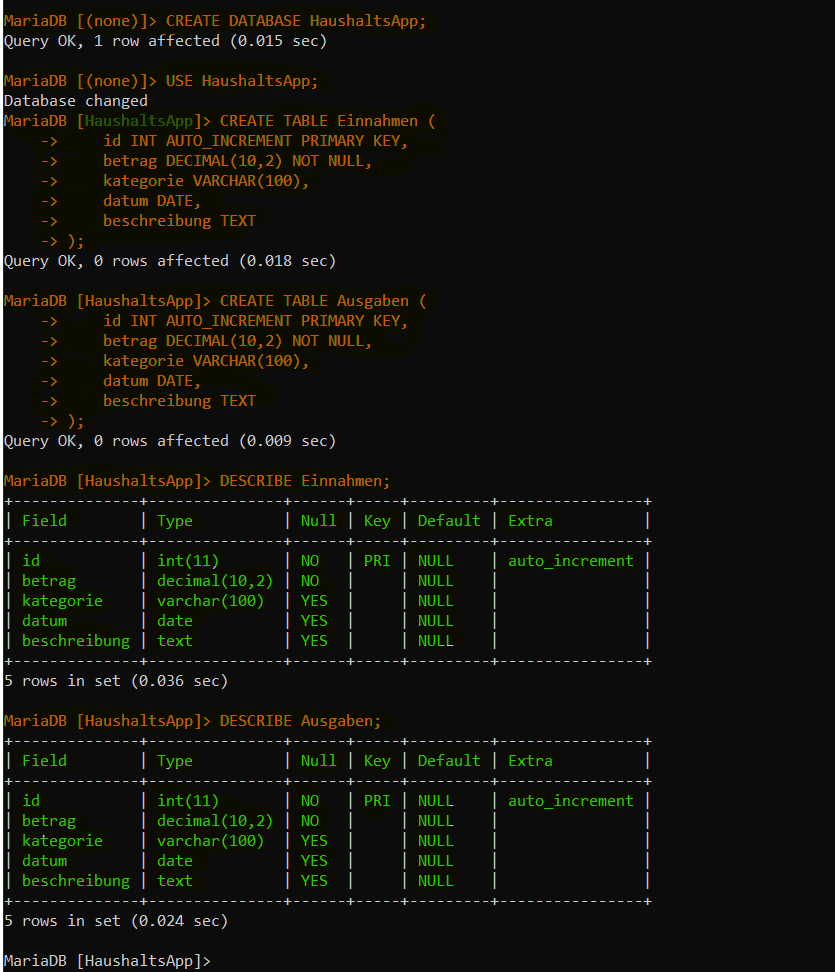 MariaDB [(none)]> CREATE DATABASE HaushaltsApp;
Query OK, 1 row affected (0.015 sec)

MariaDB [(none)]> USE HaushaltsApp;
Database changed
MariaDB [HaushaltsApp]> CREATE TABLE Einnahmen (
    ->     id INT AUTO_INCREMENT PRIMARY KEY,
    ->     betrag DECIMAL(10,2) NOT NULL,
    ->     kategorie VARCHAR(100),
    ->     datum DATE,
    ->     beschreibung TEXT
    -> );
Query OK, 0 rows affected (0.018 sec)

MariaDB [HaushaltsApp]> CREATE TABLE Ausgaben (
    ->     id INT AUTO_INCREMENT PRIMARY KEY,
    ->     betrag DECIMAL(10,2) NOT NULL,
    ->     kategorie VARCHAR(100),
    ->     datum DATE,
    ->     beschreibung TEXT
    -> );
Query OK, 0 rows affected (0.009 sec)

MariaDB [HaushaltsApp]> DESCRIBE Einnahmen;
+--------------+---------------+------+-----+---------+----------------+
| Field        | Type          | Null | Key | Default | Extra          |
+--------------+---------------+------+-----+---------+----------------+
| id           | int(11)       | NO   | PRI | NULL    | auto_increment |
| betrag       | decimal(10,2) | NO   |     | NULL    |                |
| kategorie    | varchar(100)  | YES  |     | NULL    |                |
| datum        | date          | YES  |     | NULL    |                |
| beschreibung | text          | YES  |     | NULL    |                |
+--------------+---------------+------+-----+---------+----------------+
5 rows in set (0.036 sec)

MariaDB [HaushaltsApp]> DESCRIBE Ausgaben;
+--------------+---------------+------+-----+---------+----------------+
| Field        | Type          | Null | Key | Default | Extra          |
+--------------+---------------+------+-----+---------+----------------+
| id           | int(11)       | NO   | PRI | NULL    | auto_increment |
| betrag       | decimal(10,2) | NO   |     | NULL    |                |
| kategorie    | varchar(100)  | YES  |     | NULL    |                |
| datum        | date          | YES  |     | NULL    |                |
| beschreibung | text          | YES  |     | NULL    |                |
+--------------+---------------+------+-----+---------+----------------+
5 rows in set (0.024 sec)

MariaDB [HaushaltsApp]>